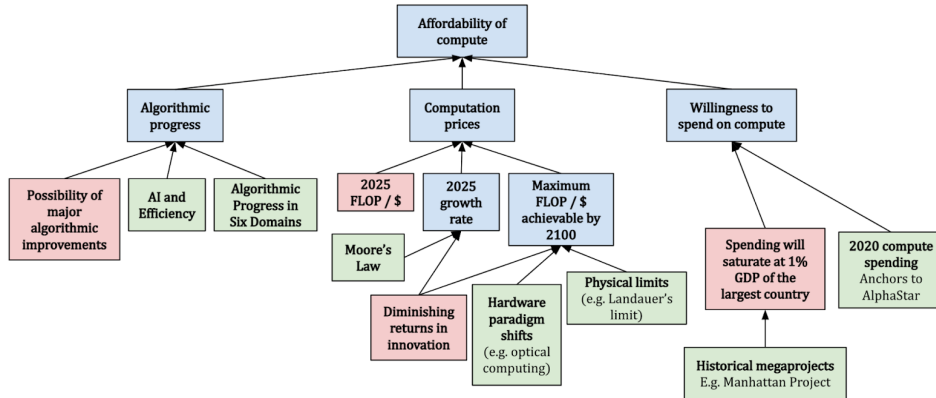 Affordability
of compute
Algorithmic
progress
Computation
prices
Willingness to
spend on compute
Possibility of
major
algorithmic
improvements
AI and
Efficiency
Algorithmic
Progress in
Six Domains
2025
FLOP / $
2025
growth
rate
Maximum
FLOP / $
achievable by
2100
Moore's
Law
Diminishing
returns in
innovation
Hardware
paradigm
shifts
(e.g. optical
computing)
Physical limits
(e.g. Landauer's
limit)
Spending will
saturate at 1%
GDP of the
largest country
2020 compute
spending
Anchors to
AlphaStar
Historical megaprojects
E.g. Manhattan Project